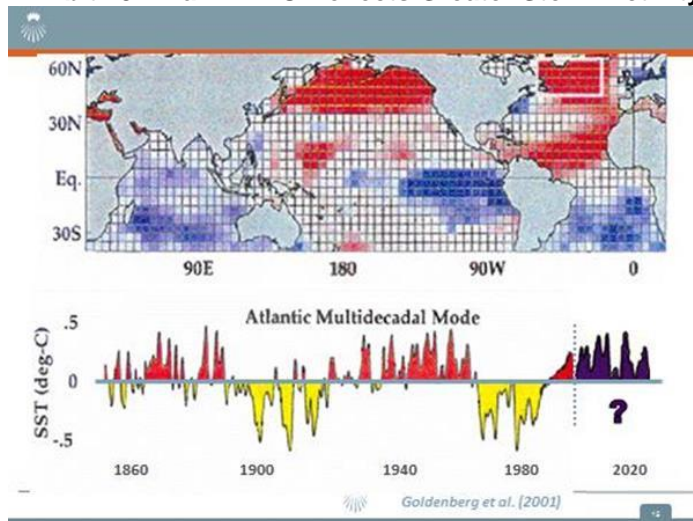 60N
30N
Eq.
30S
90E 180 90W 0
Atlantic Multidecadal Mode
SST (deg-C)
.5
0
-.5
?
1860 1900 1940 1980 2020
Goldenberg et al. (2001)